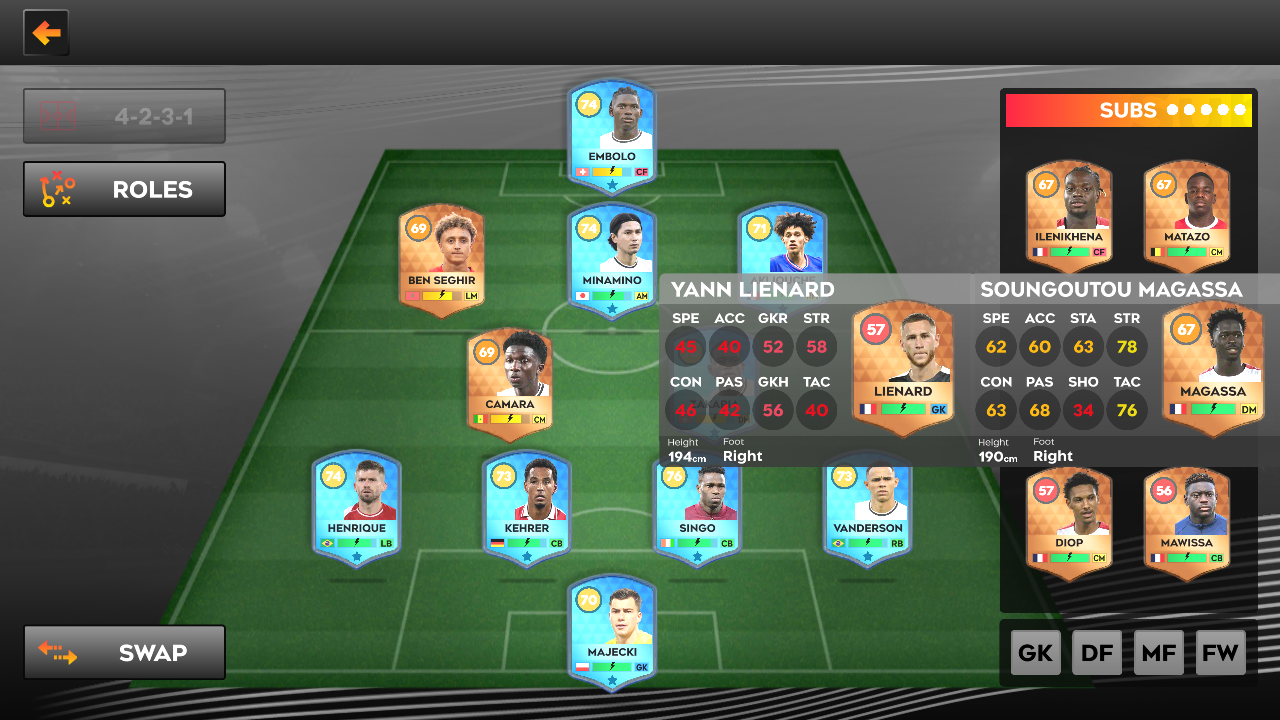 4-2-3-1
ROLES
SWAP
SUBS
74
EMBOLO
CF
69
BEN SEGHIR
LM
74
MINAMINO
AM
71
AKLIOUCHE
69
CAMARA
CM
74
HENRIQUE
LB
73
KEHRER
CB
76
SINGO
CB
73
VANDERSON
RB
70
MAJECKI
GK
67
ILENIKHENA
CF
67
MATAZO
CM
YANN LIENARD
SPE ACC GKR STR
45 40 52 58
CON PAS GKH TAC
46 42 56 40
Height Foot
194cm Right
57
LIENARD
GK
SOUNGOUTOU MAGASSA
SPE ACC STA STR
62 60 63 78
CON PAS SHO TAC
63 68 34 76
Height Foot
190cm Right
67
MAGASSA
DM
57
DIOP
CM
56
MAWISSA
CB
GK DF MF FW